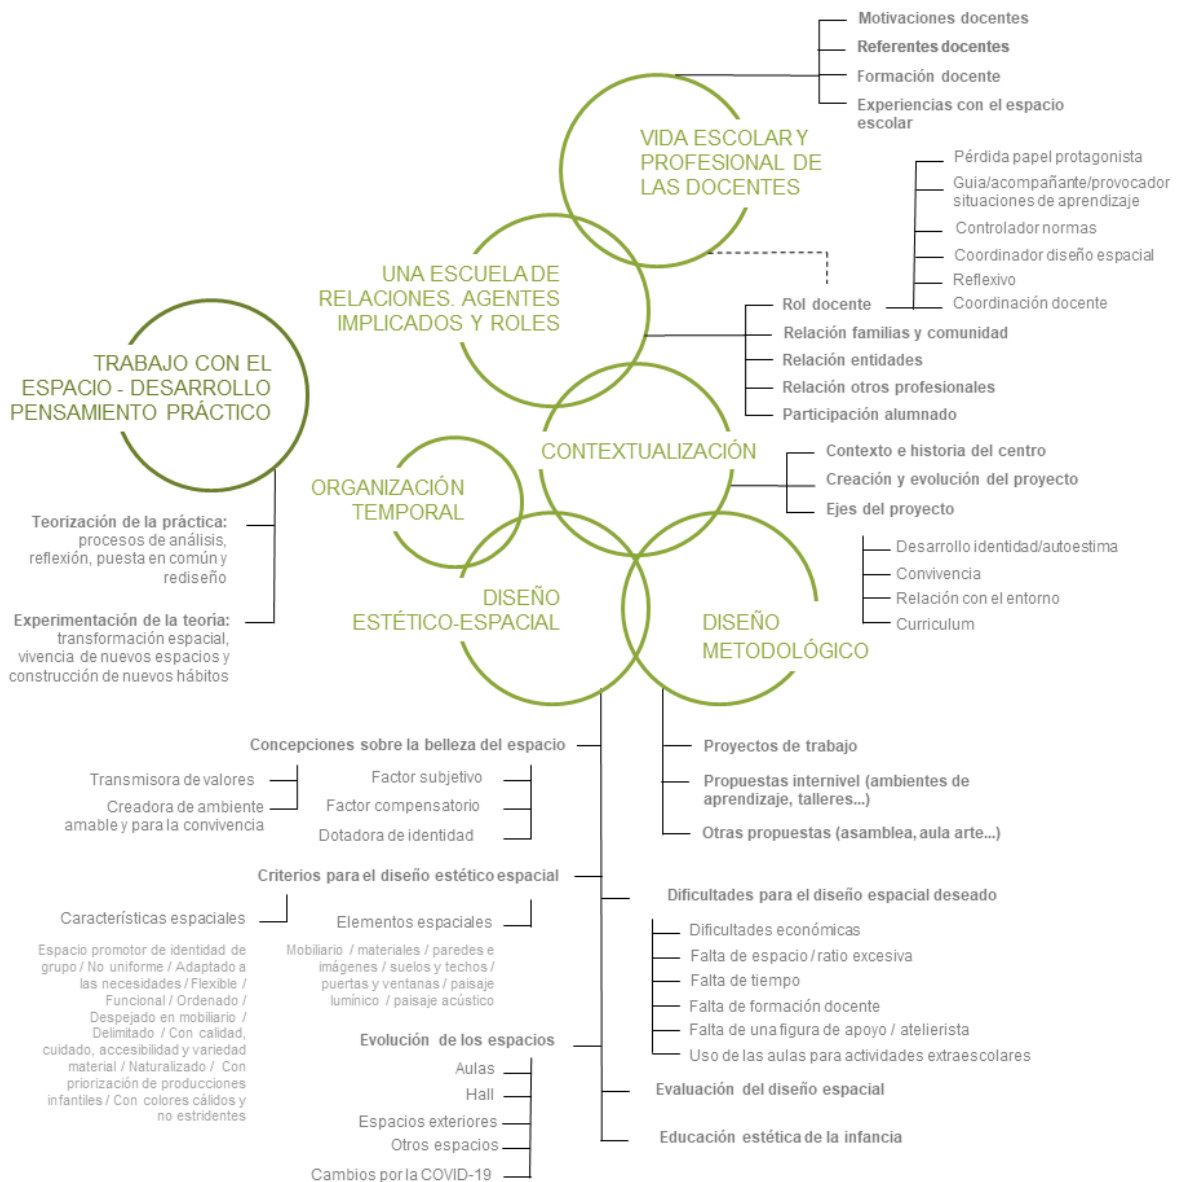 Motivaciones docentes
Referentes docentes
Formación docente
Experiencias con el espacio
escolar
VIDA ESCOLAR Y
PROFESIONAL DE
LAS DOCENTES
Pérdida papel protagonista
Guia/acompañante/provocador
situaciones de aprendizaje
Controlador normas
Coordinador diseño espacial
Reflexivo
Coordinación docente
UNA ESCUELA DE
RELACIONES. AGENTES
IMPLICADOS Y ROLES
Rol docente
Relación familias y comunidad
Relación entidades
Relación otros profesionales
Participación alumnado
TRABAJO CON EL
ESPACIO - DESARROLLO
PENSAMIENTO PRÁCTICO
Teorización de la práctica:
procesos de análisis,
reflexión, puesta en común y
rediseño
Experimentación de la teoría:
transformación espacial,
vivencia de nuevos espacios y
construcción de nuevos hábitos
CONTEXTUALIZACIÓN
Contexto e historia del centro
Creación y evolución del proyecto
Ejes del proyecto
Desarrollo identidad/autoestima
Convivencia
Relación con el entorno
Curriculum
ORGANIZACIÓN
TEMPORAL
DISEÑO
ESTÉTICO-ESPACIAL
DISEÑO
METODOLÓGICO
Concepciones sobre la belleza del espacio
Transmisora de valores
Creadora de ambiente
amable y para la convivencia
Factor subjetivo
Factor compensatorio
Dotadora de identidad
Proyectos de trabajo
Propuestas internivel (ambientes de
aprendizaje, talleres...)
Otras propuestas (asamblea, aula arte...)
Criterios para el diseño estético espacial
Características espaciales
Espacio promotor de identidad de
grupo / No uniforme / Adaptado a
las necesidades / Flexible /
Funcional / Ordenado /
Despejado en mobiliario /
Delimitado / Con calidad,
cuidado, accesibilidad y variedad
material / Naturalizado / Con
priorización de producciones
infantiles / Con colores cálidos y
no estridentes
Elementos espaciales
Mobiliario / materiales / paredes e
imágenes / suelos y techos /
puertas y ventanas / paisaje
lumínico / paisaje acústico
Dificultades para el diseño espacial deseado
Dificultades económicas
Falta de espacio / ratio excesiva
Falta de tiempo
Falta de formación docente
Falta de una figura de apoyo / atelierista
Uso de las aulas para actividades extraescolares
Evolución de los espacios
Aulas
Hall
Espacios exteriores
Otros espacios
Cambios por la COVID-19
Evaluación del diseño espacial
Educación estética de la infancia